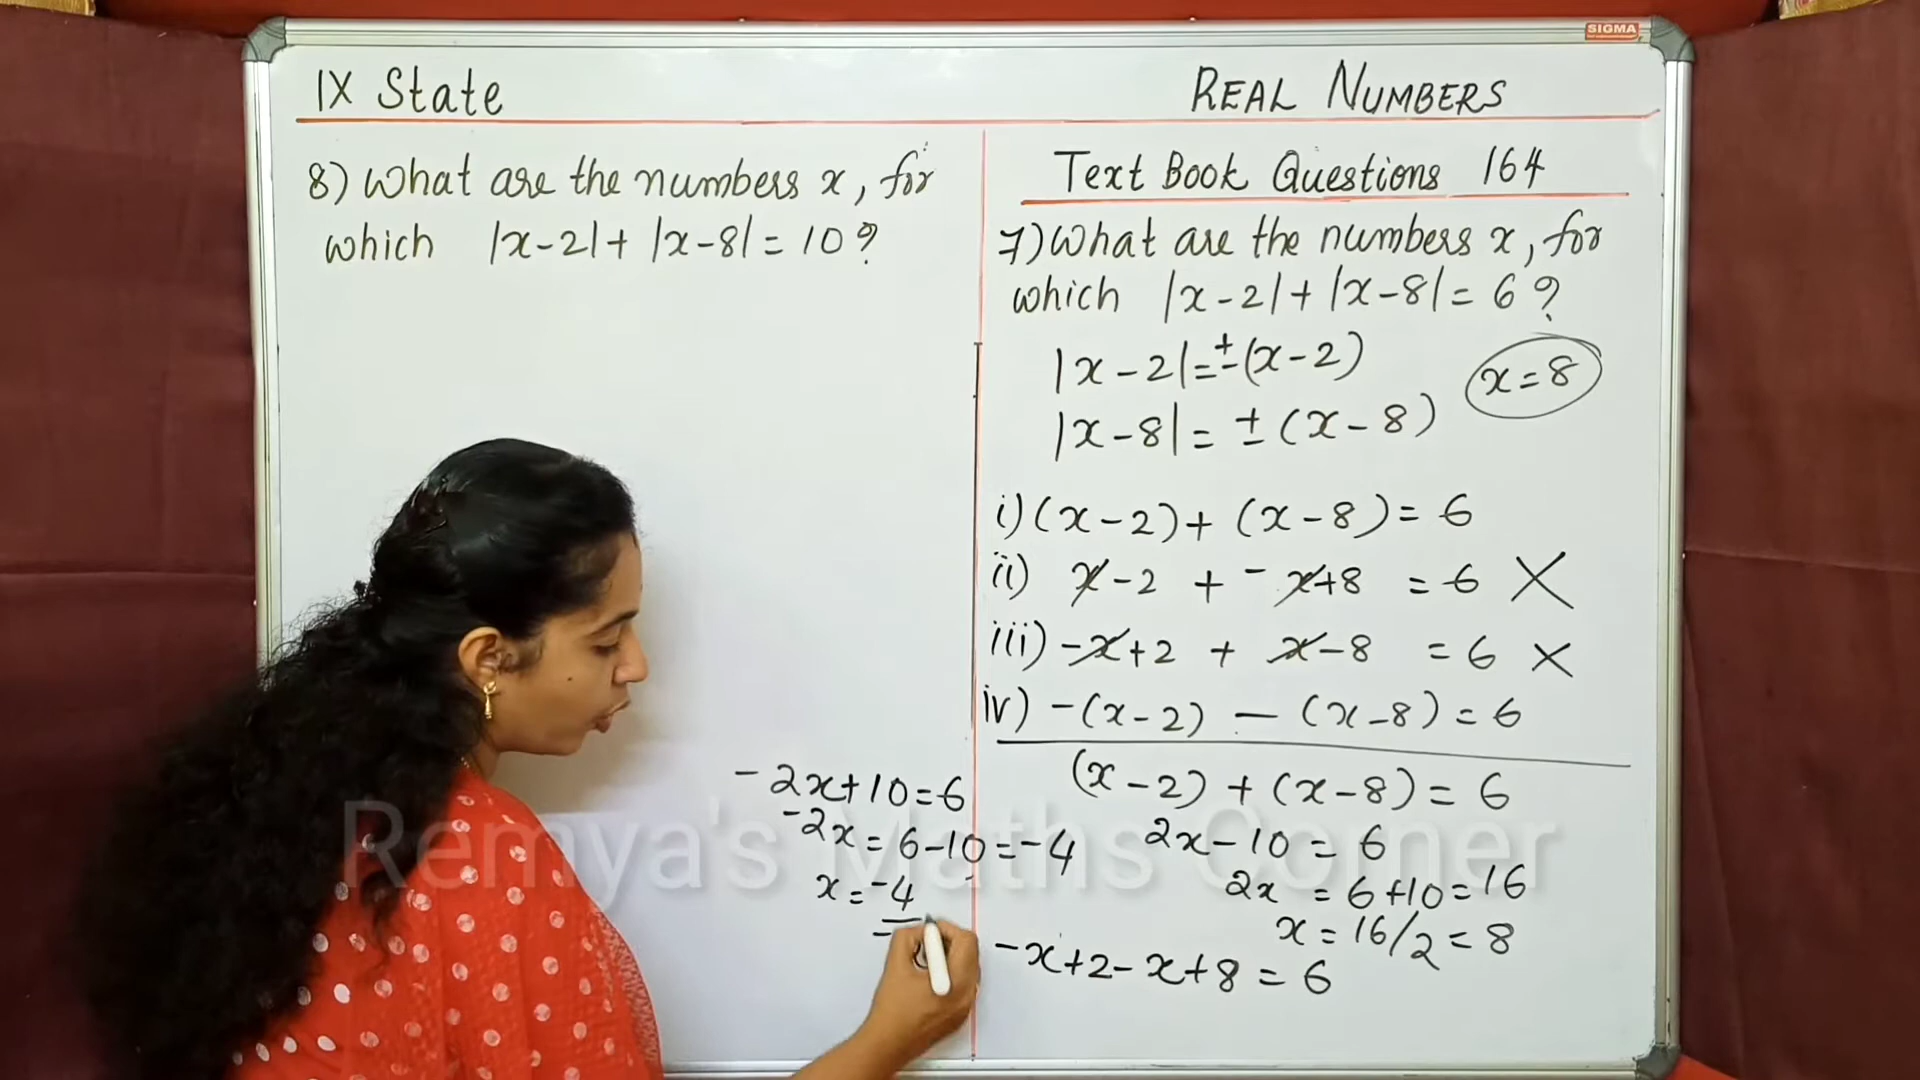 SIGMA
IX State
REAL NUMBERS
8) What are the numbers x, for
which |x-2| + |x-8| = 10?
Text Book Questions 164
7) What are the numbers x, for
which |x-2| + |x-8| = 6?
|x-2| = ±(x-2)
x=8
|x-8| = ±(x-8)
i) (x-2) + (x-8) = 6
ii) x-2 + -x+8 = 6 X
iii) -x+2 + x-8 = 6 X
iv) -(x-2) - (x-8) = 6
(x-2) + (x-8) = 6
2x-10 = 6
2x = 6+10 = 16
x = 16/2 = 8
-x+2-x+8 = 6
-2x+10=6
-2x = 6-10 = -4
x = -4
Remya's Maths Corner